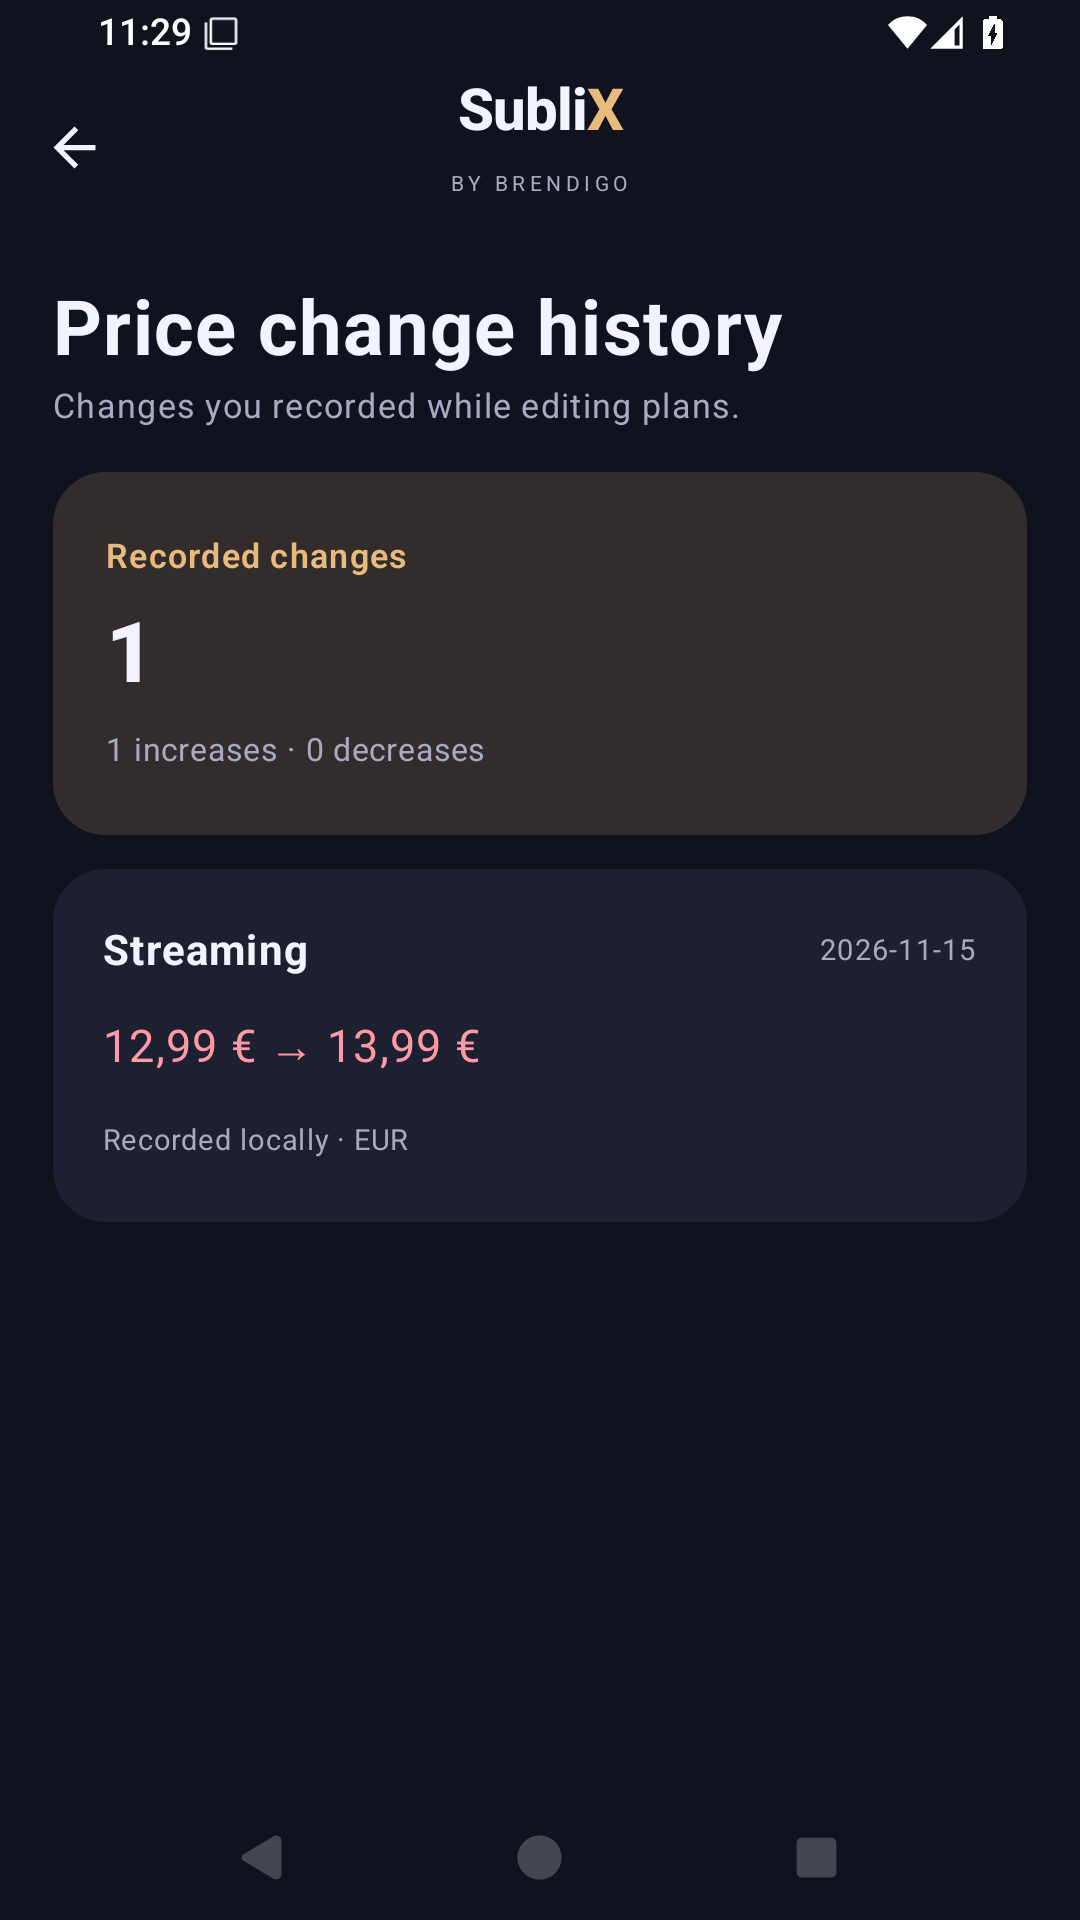 11:29
SubliX
BY BRENDIGO
Price change history
Changes you recorded while editing plans.
Recorded changes
1
1 increases · 0 decreases
Streaming
2026-11-15
12,99 € → 13,99 €
Recorded locally · EUR